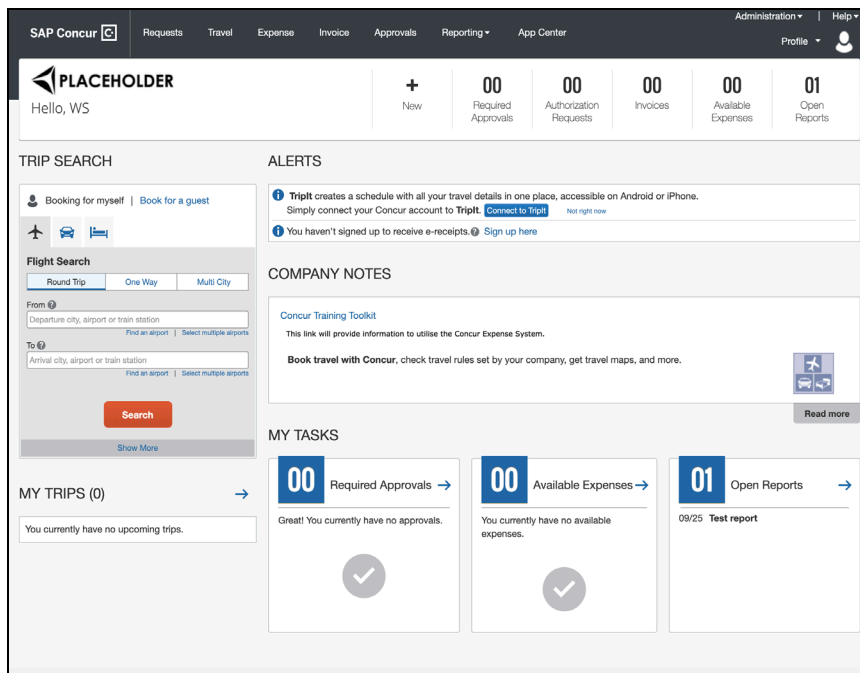 Administration | Help
SAP Concur C Requests Travel Expense Invoice Approvals Reporting App Center
Profile
PLACEHOLDER
Hello, WS
+ New
00 Required Approvals
00 Authorization Requests
00 Invoices
00 Available Expenses
01 Open Reports
TRIP SEARCH
Booking for myself | Book for a guest
Flight Search
Round Trip One Way Multi City
From ?
Departure city, airport or train station
Find an airport | Select multiple airports
To ?
Arrival city, airport or train station
Find an airport | Select multiple airports
Search
Show More
MY TRIPS (0)
You currently have no upcoming trips.
ALERTS
TripIt creates a schedule with all your travel details in one place, accessible on Android or iPhone.
Simply connect your Concur account to TripIt. Connect to TripIt Not right now
You haven't signed up to receive e-receipts. Sign up here
COMPANY NOTES
Concur Training Toolkit
This link will provide information to utilise the Concur Expense System.
Book travel with Concur, check travel rules set by your company, get travel maps, and more.
Read more
MY TASKS
00 Required Approvals
Great! You currently have no approvals.
00 Available Expenses
You currently have no available
expenses.
01 Open Reports
09/25 Test report